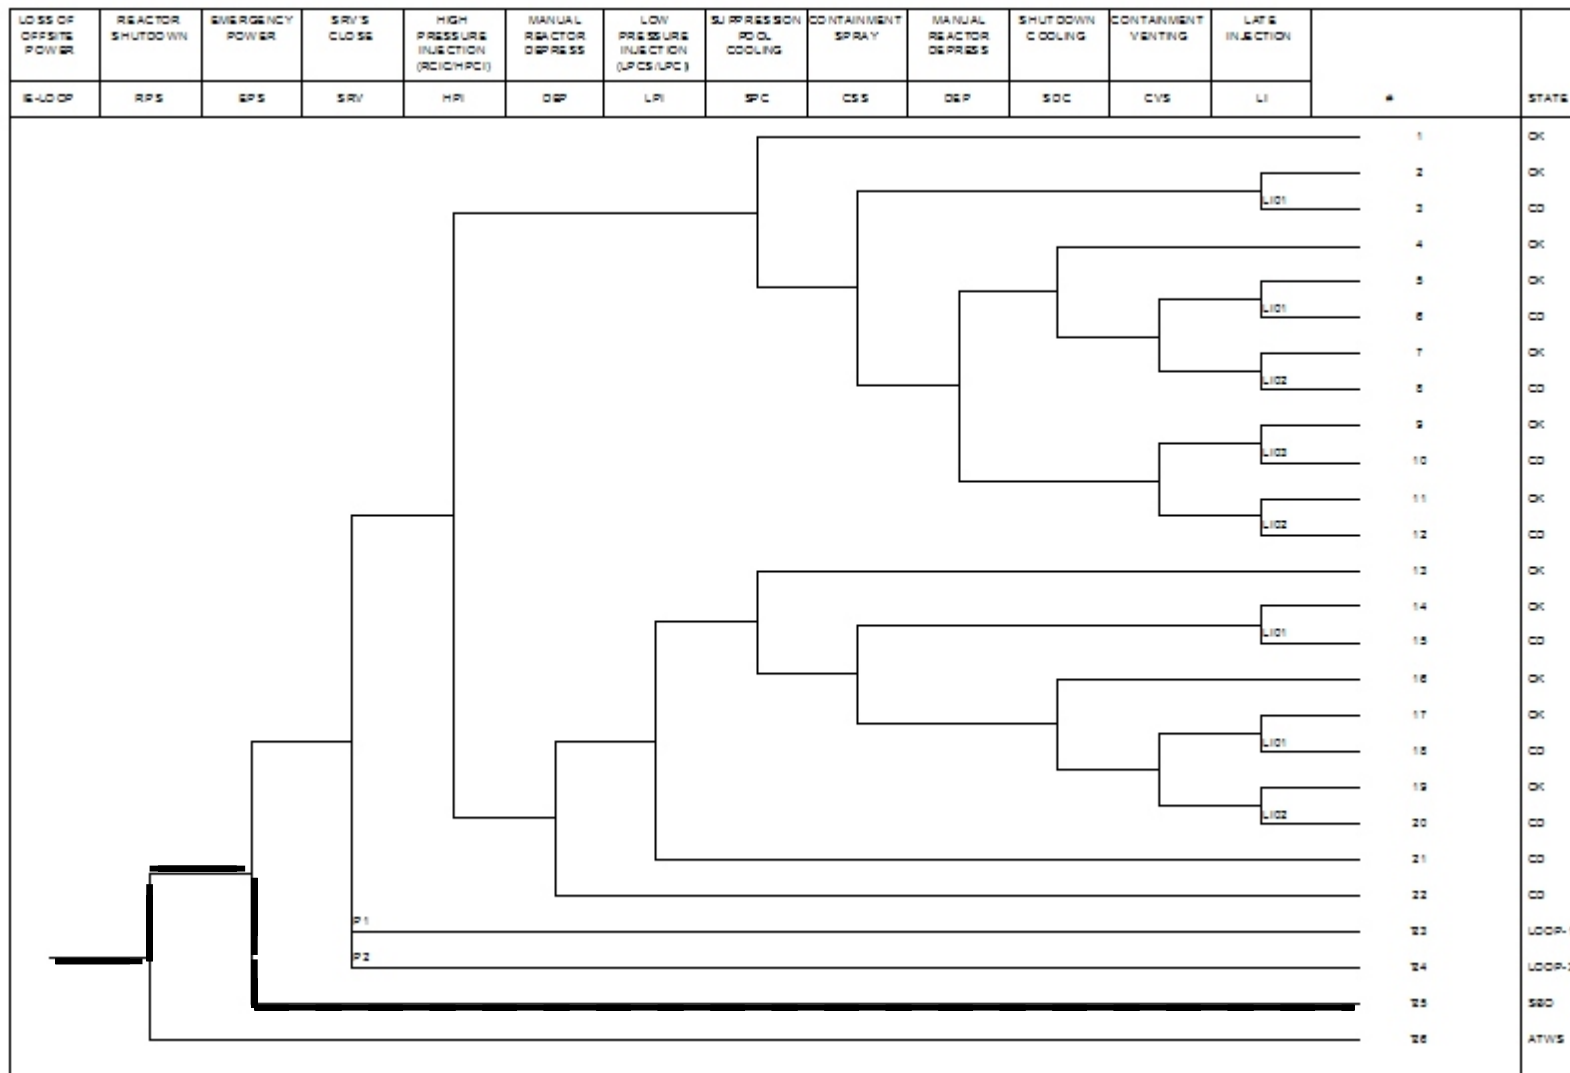 LOSS OF OFFSITE POWER
REACTOR SHUTDOWN
EMERGENCY POWER
SRV'S CLOSE
HIGH PRESSURE INJECTION (RCIC/HPCI)
MANUAL REACTOR DEPRESS
LOW PRESSURE INJECTION (LPCS/LPCI)
SUPPRESSION POOL COOLING
CONTAINMENT SPRAY
MANUAL REACTOR DEPRESS
SHUTDOWN COOLING
CONTAINMENT VENTING
LATE INJECTION
IE-LOOP RPS EPS SRV HPI DEP LPI SPC CSS DEP SDC CVS LI # STATE
1 OK
2 OK
LI01
3 CD
4 OK
5 OK
LI01
6 CD
7 OK
LI02
8 CD
9 OK
LI03
10 CD
11 OK
LI02
12 CD
13 OK
14 OK
LI01
15 CD
16 OK
17 OK
LI01
18 CD
19 OK
LI02
20 CD
21 CD
22 CD
P1
T23 LOOP-
P2
T24 LOOP-
T25 SBO
T26 ATWS